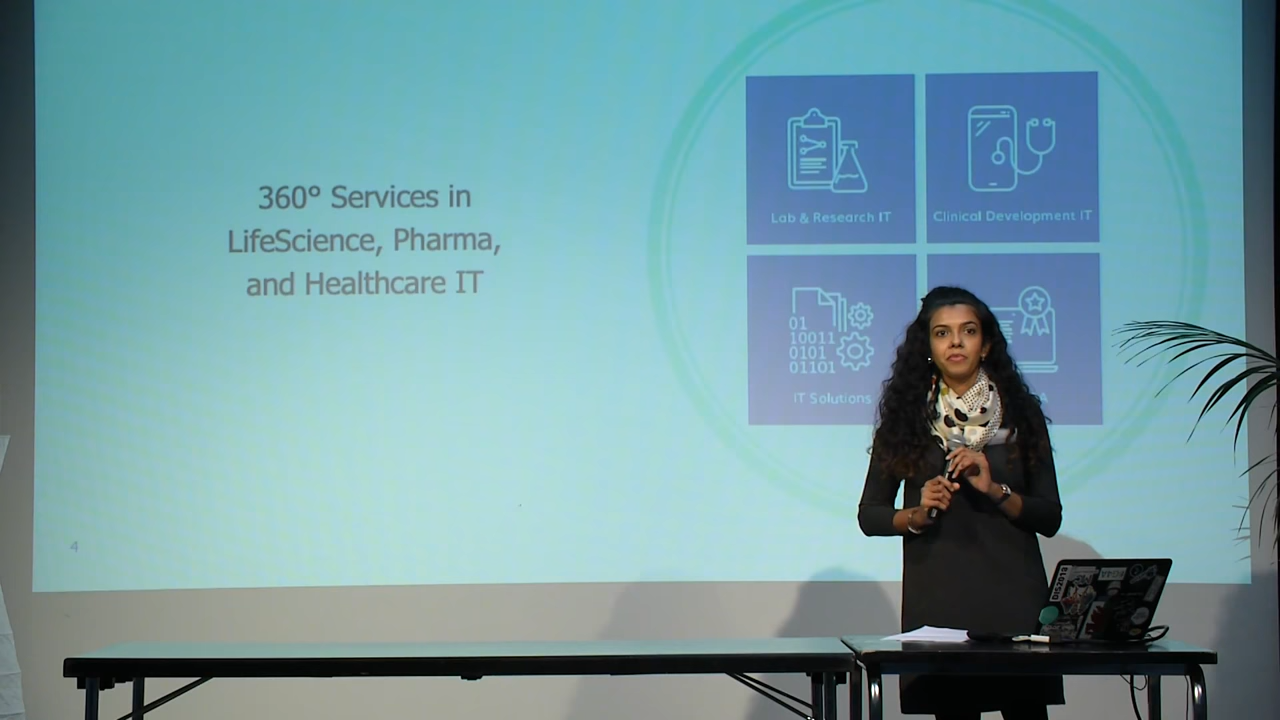 360° Services in
LifeScience, Pharma,
and Healthcare IT
Lab & Research IT
Clinical Development IT
01
10011
0101
01101
IT Solutions
4
DIS2019